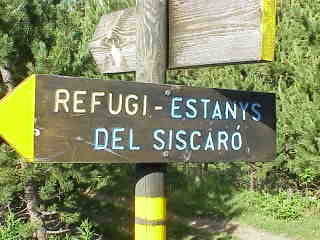 REFUGI - ESTANYS
DEL SISCARÓ